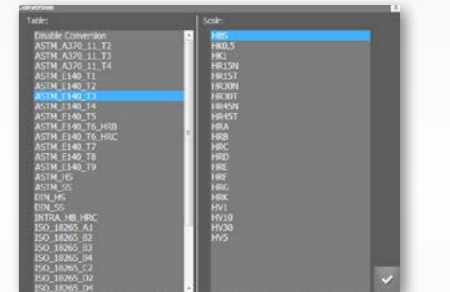 Conversion
Table:
Disable Conversion
ASTM_A370_11_T2
ASTM_A370_11_T3
ASTM_A370_11_T4
ASTM_E140_T1
ASTM_E140_T2
ASTM_E140_T3
ASTM_E140_T4
ASTM_E140_T5
ASTM_E140_T6_HRB
ASTM_E140_T6_HRC
ASTM_E140_T7
ASTM_E140_T8
ASTM_E140_T9
ASTM_HS
ASTM_SS
DIN_HS
DIN_SS
INTRA_HB_HRC
ISO_18265_A1
ISO_18265_B2
ISO_18265_B3
ISO_18265_B4
ISO_18265_C2
ISO_18265_D2
ISO_18265_D4
Scale:
HBS
HK0,5
HK1
HR15N
HR15T
HR30N
HR30T
HR45N
HR45T
HRA
HRB
HRC
HRD
HRE
HRF
HRG
HRK
HV1
HV10
HV30
HV5